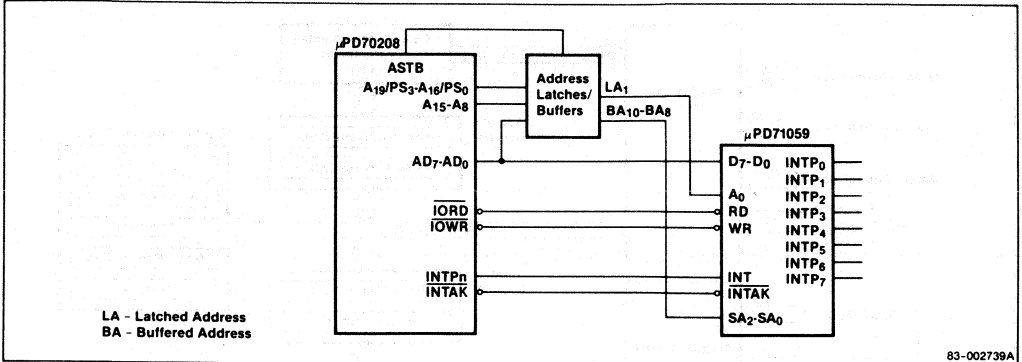 μPD70208
ASTB
A19/PS3-A16/PS0
A15-A8
AD7-AD0
IORD
IOWR
INTPn
INTAK
Address
Latches/
Buffers
LA1
BA10-BA8
μPD71059
D7-D0
A0
RD
WR
INT
INTAK
SA2-SA0
INTP0
INTP1
INTP2
INTP3
INTP4
INTP5
INTP6
INTP7
LA - Latched Address
BA - Buffered Address
83-002739A